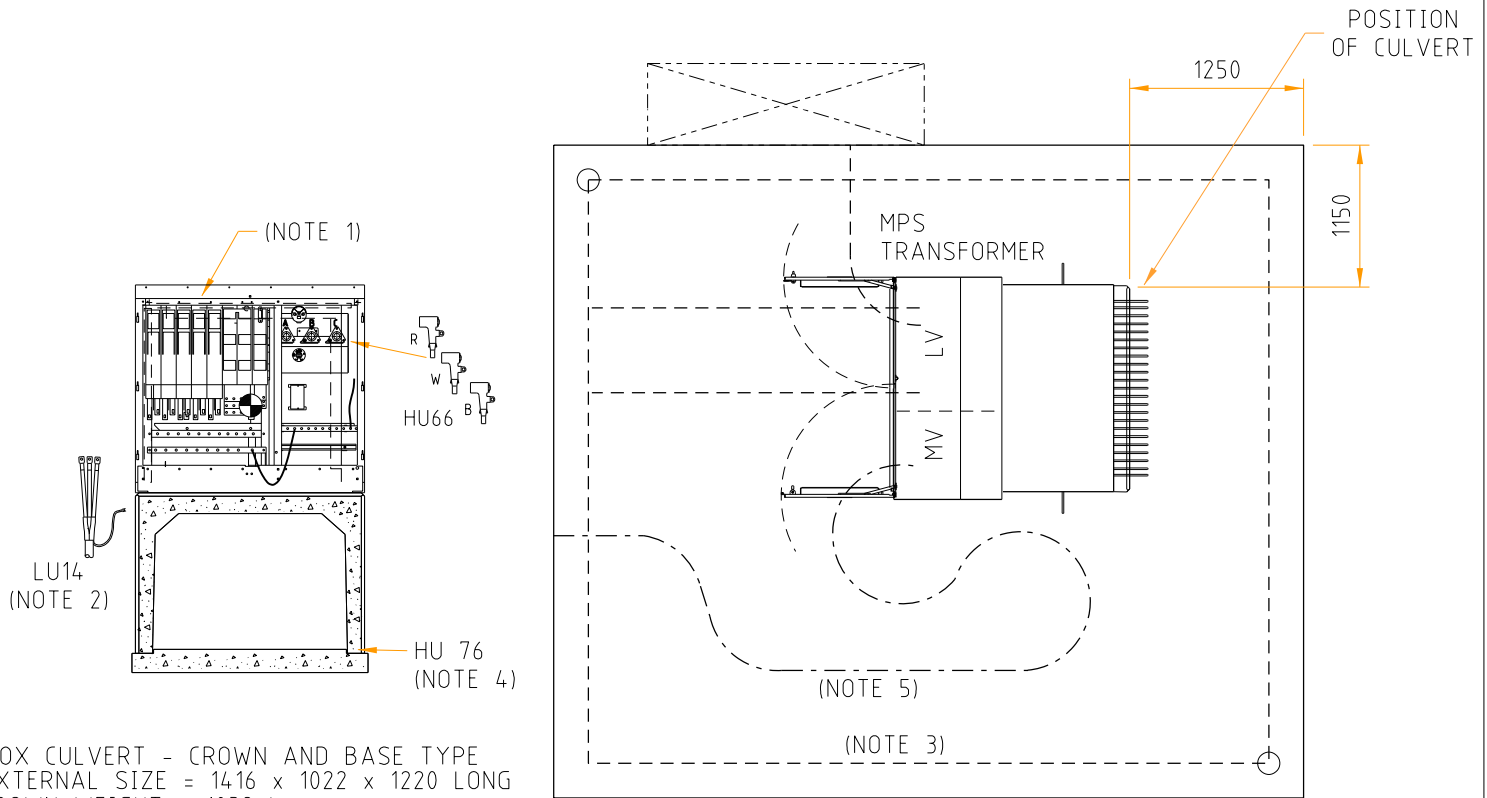 POSITION
OF CULVERT
1250
1150
(NOTE 1)
MPS
TRANSFORMER
A
B
C
R
W
B
HU66
LV
MV
LU14
(NOTE 2)
HU 76
(NOTE 4)
(NOTE 5)
(NOTE 3)
OX CULVERT - CROWN AND BASE TYPE
XTERNAL SIZE = 1416 x 1022 x 1220 LONG